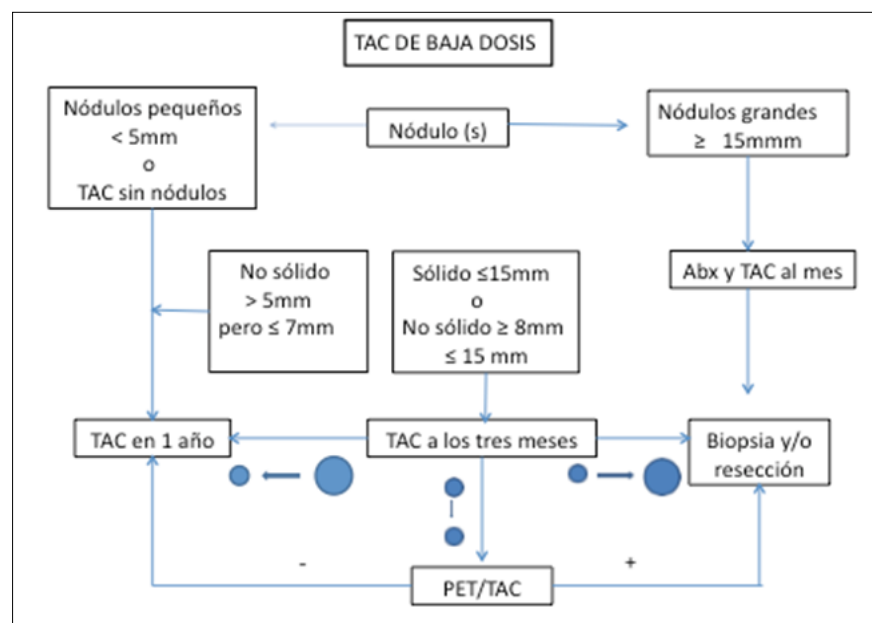 TAC DE BAJA DOSIS
Nódulos pequeños
< 5mm
o
TAC sin nódulos
Nódulo (s)
Nódulos grandes
≥ 15mmm
No sólido
> 5mm
pero ≤ 7mm
Sólido ≤15mm
o
No sólido ≥ 8mm
≤ 15 mm
Abx y TAC al mes
TAC en 1 año
TAC a los tres meses
Biopsia y/o
resección
-
+
PET/TAC